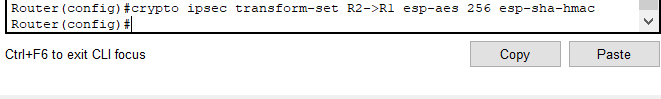 Router(config)#crypto ipsec transform-set R2->R1 esp-aes 256 esp-sha-hmac
Router(config)#
Ctrl+F6 to exit CLI focus
Copy
Paste